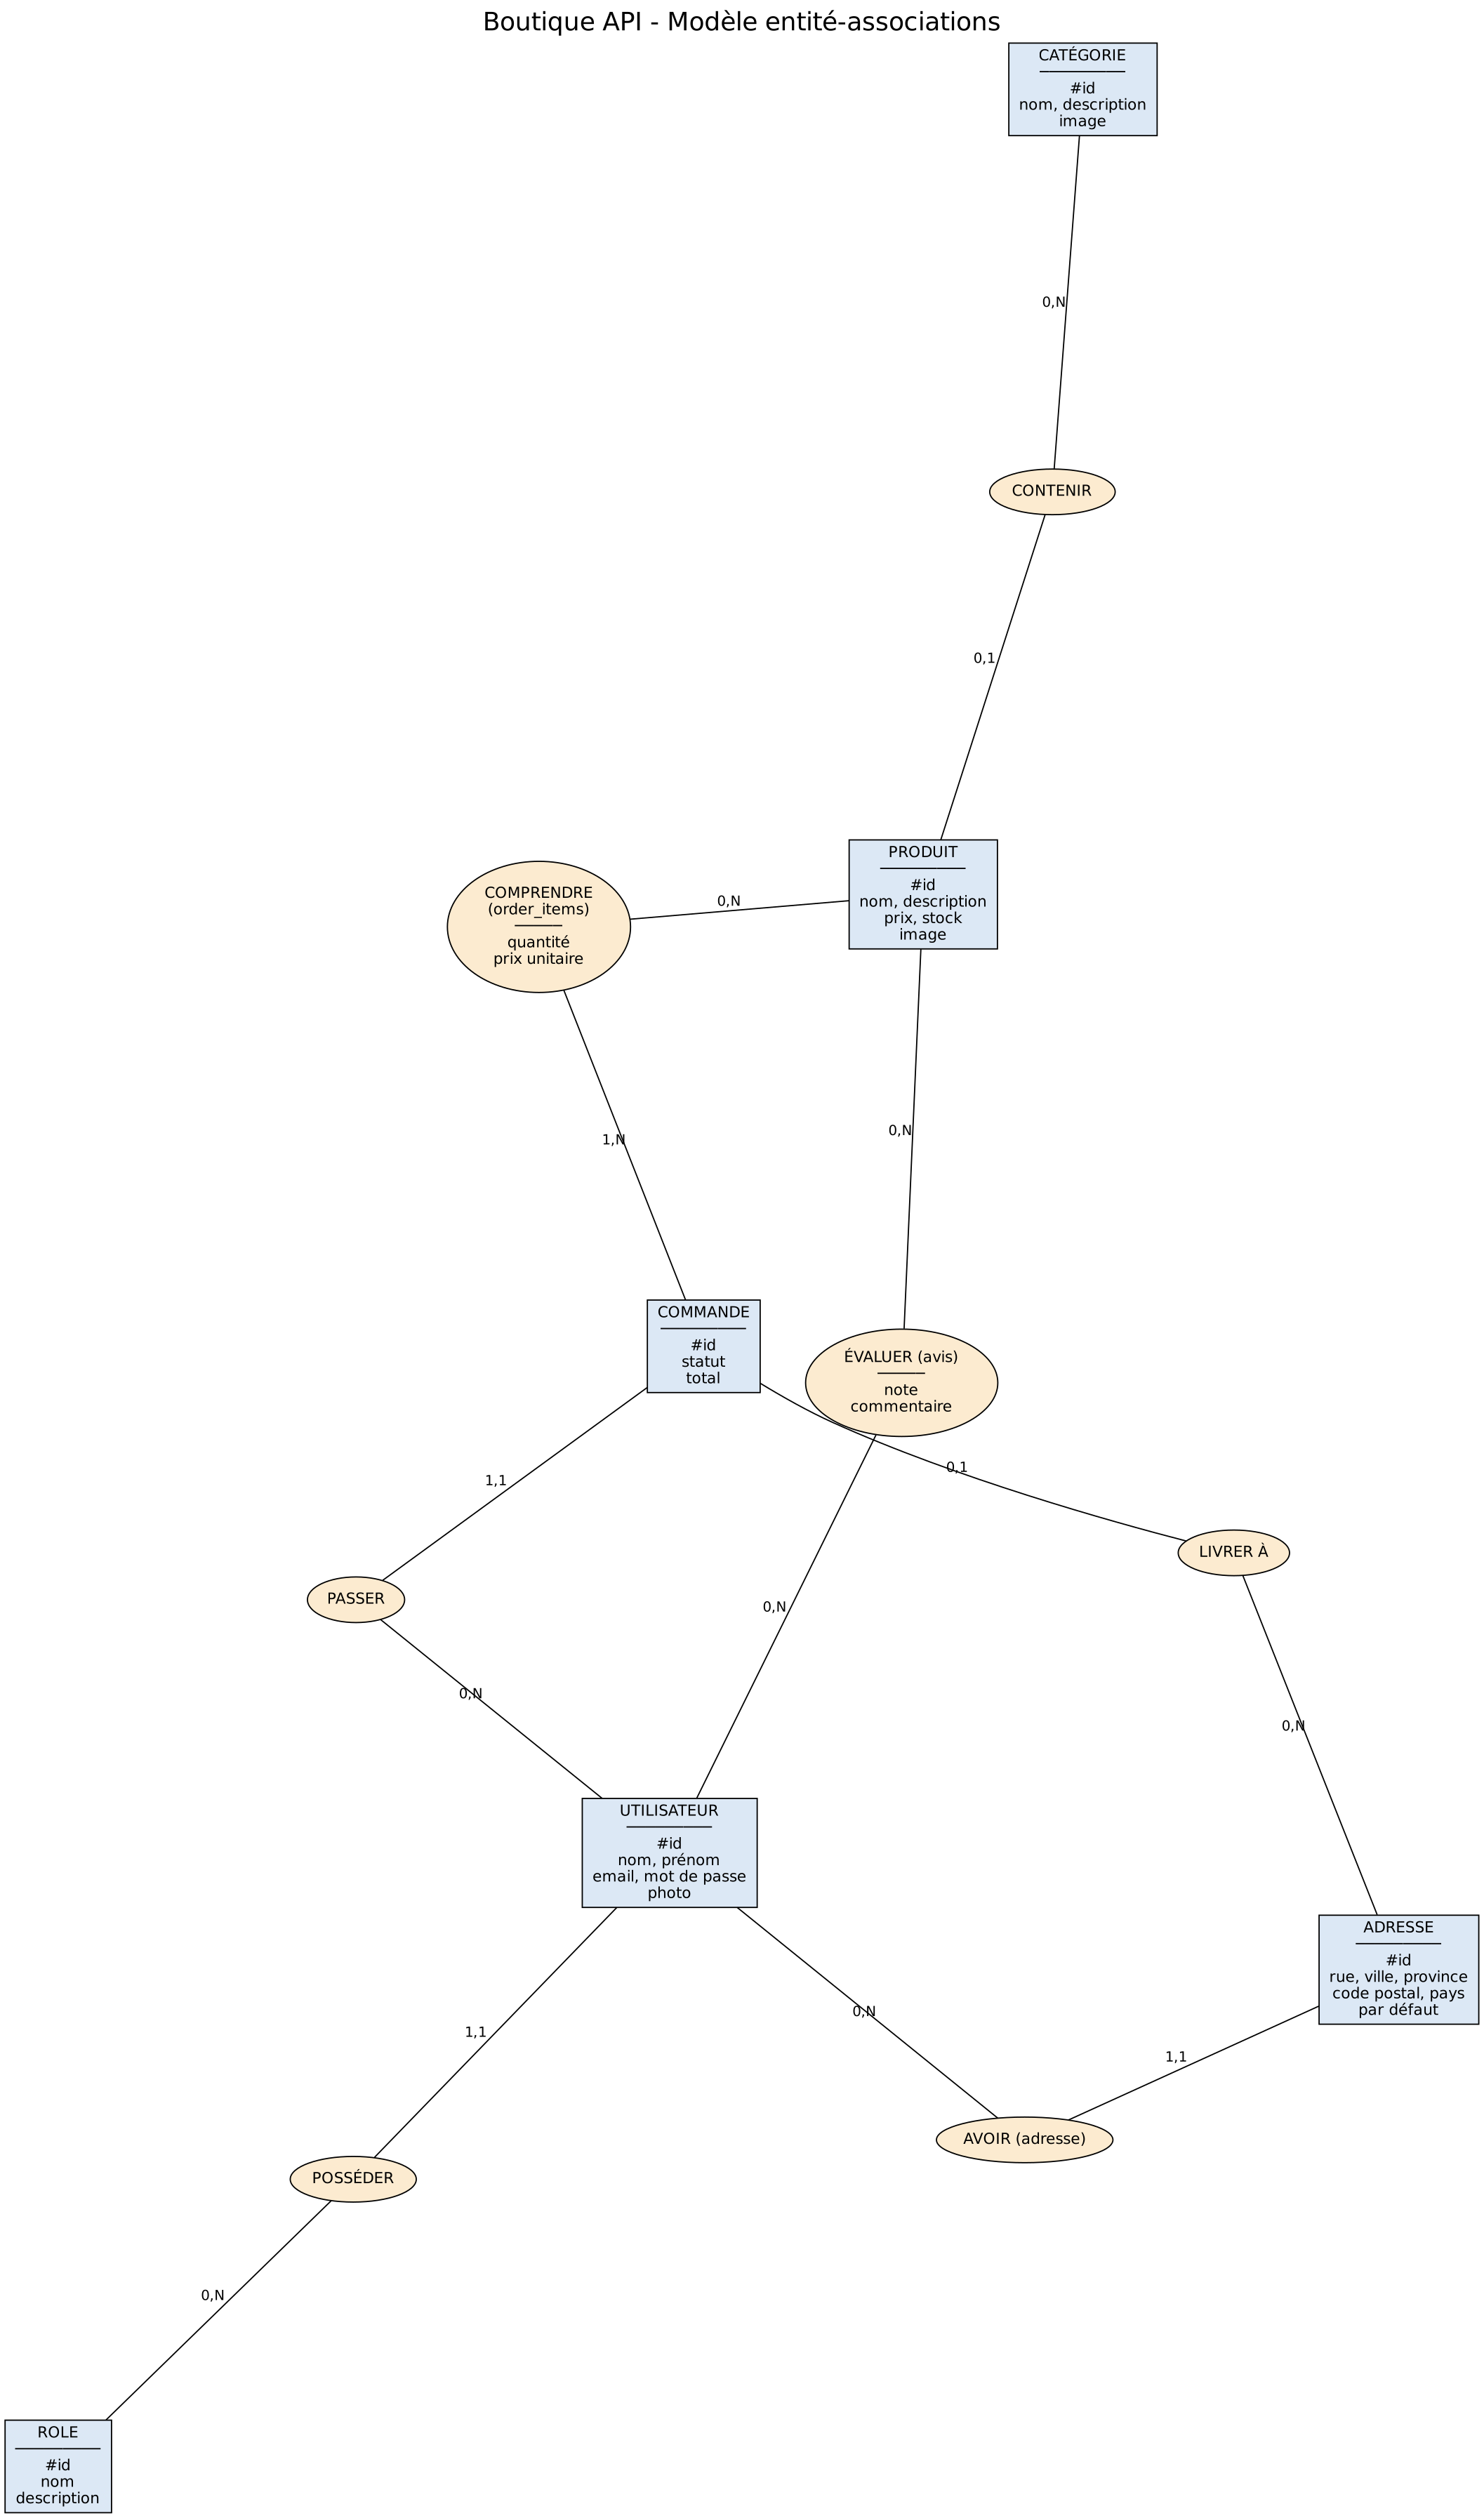 Boutique API - Modèle entité-associations
CATÉGORIE
#id
nom, description
image
0,N
CONTENIR
0,1
PRODUIT
#id
nom, description
prix, stock
image
COMPRENDRE
(order_items)
quantité
prix unitaire
0,N
0,N
1,N
COMMANDE
#id
statut
total
ÉVALUER (avis)
note
commentaire
0,1
1,1
LIVRER À
PASSER
0,N
0,N
0,N
UTILISATEUR
#id
nom, prénom
email, mot de passe
photo
ADRESSE
#id
rue, ville, province
code postal, pays
par défaut
0,N
1,1
1,1
AVOIR (adresse)
POSSÉDER
0,N
ROLE
#id
nom
description